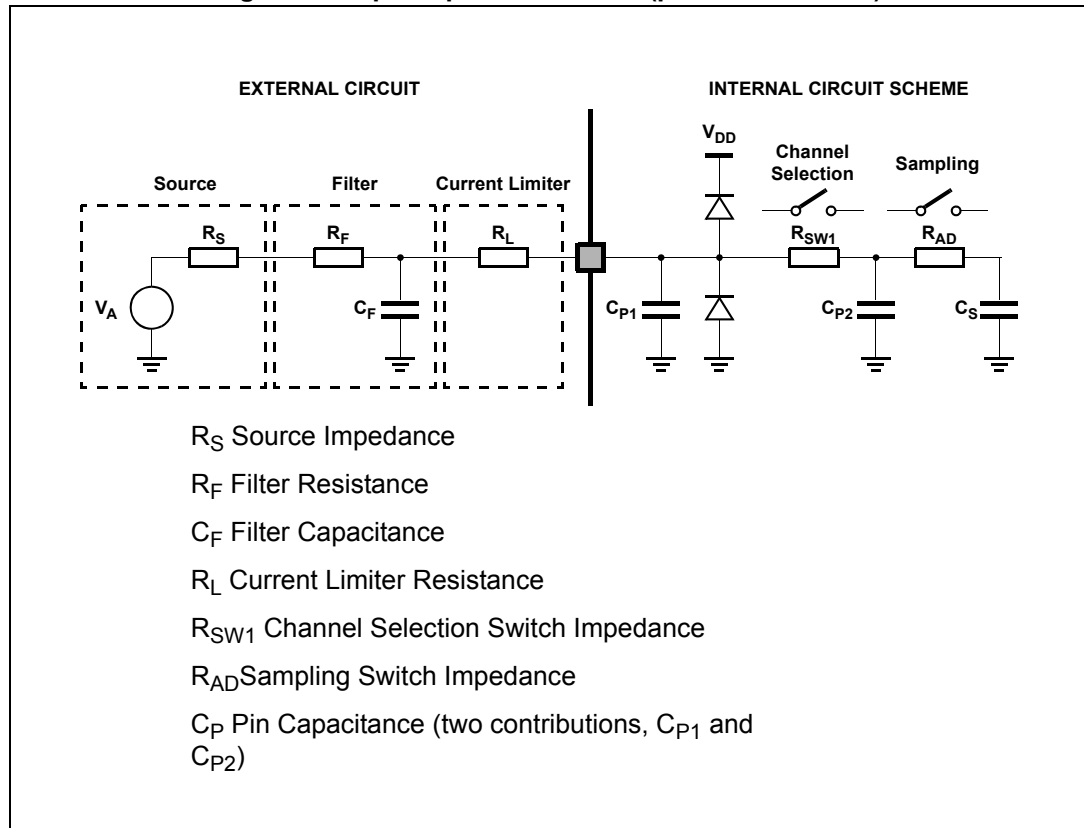 EXTERNAL CIRCUIT
INTERNAL CIRCUIT SCHEME
VDD
Channel
Selection
Sampling
Source
Filter
Current Limiter
RS
RF
RL
RSW1
RAD
VA
CF
CP1
CP2
CS
RS Source Impedance
RF Filter Resistance
CF Filter Capacitance
RL Current Limiter Resistance
RSW1 Channel Selection Switch Impedance
RADSampling Switch Impedance
CP Pin Capacitance (two contributions, CP1 and
CP2)